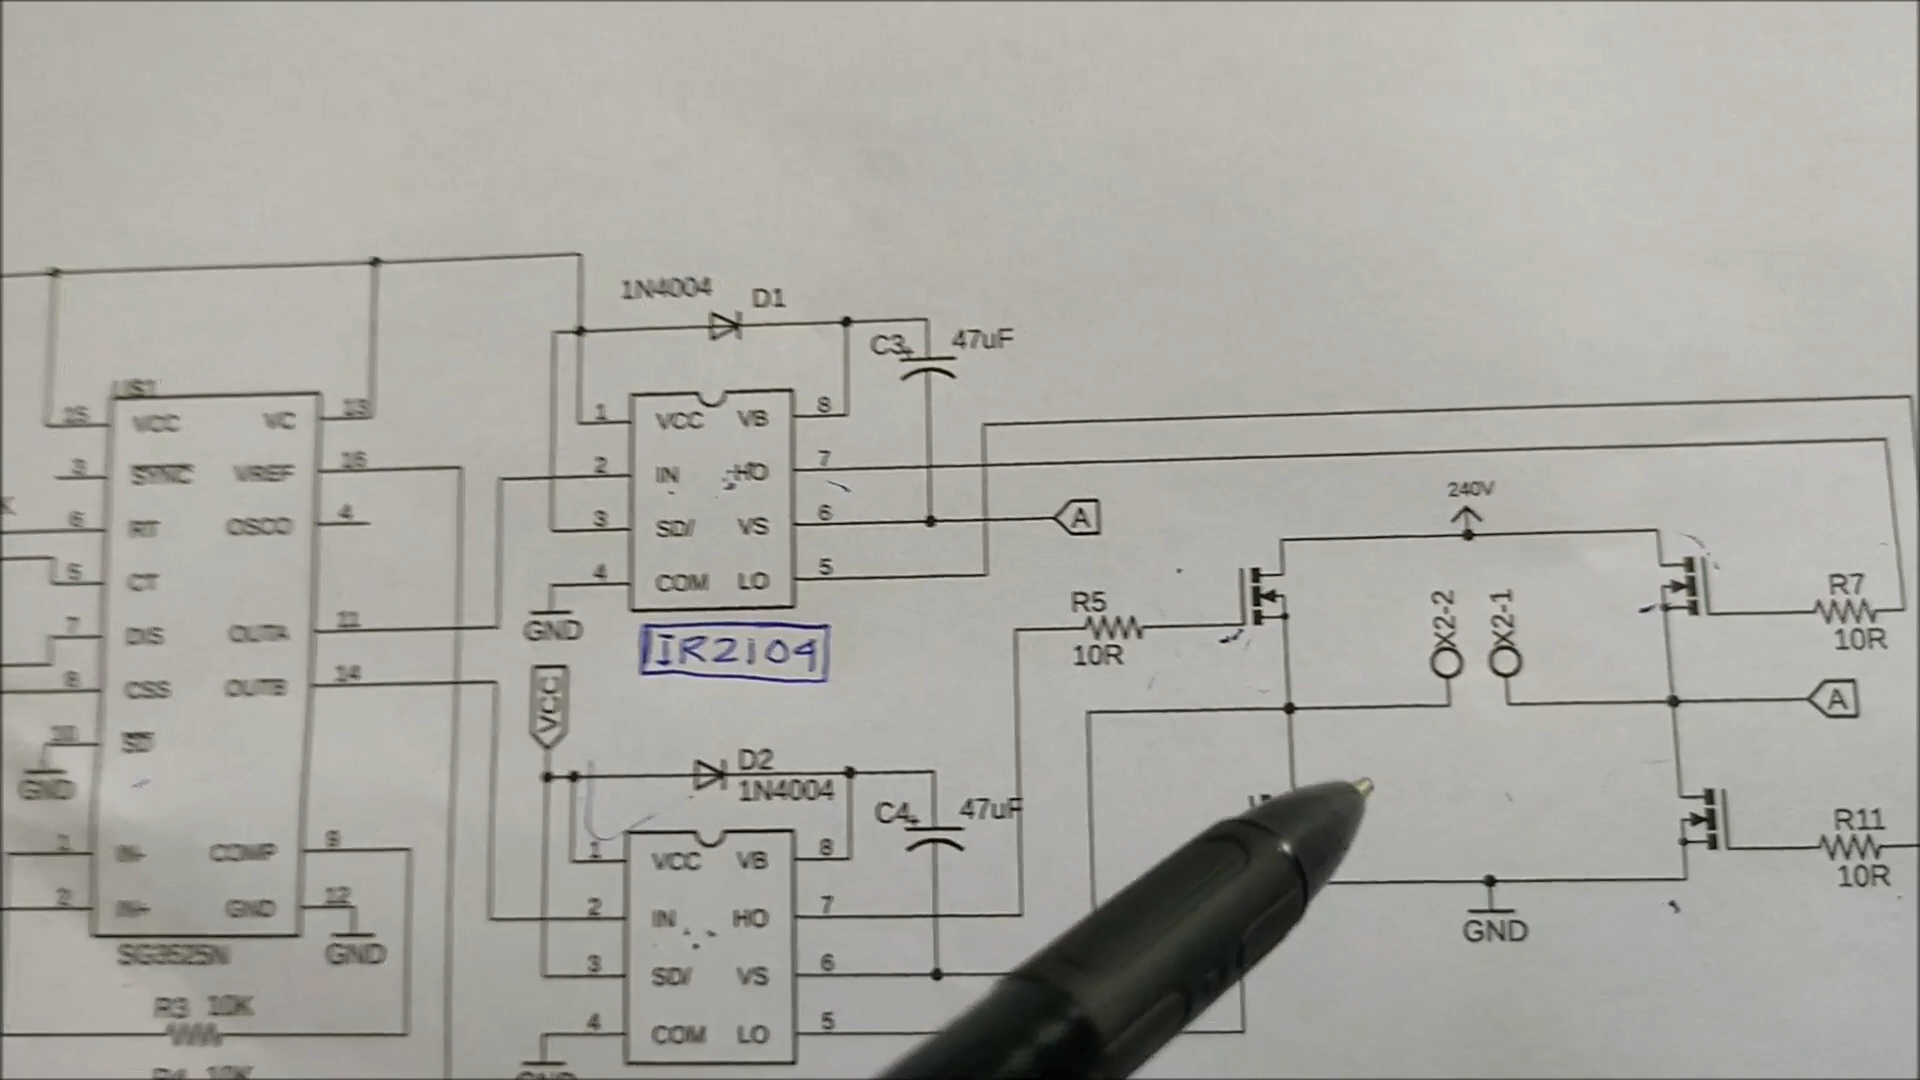 1N4004 D1
C3 47uF
US1
15 VCC VC 13
3 SYNC VREF 16
6 RT OSCO 4
5 CT
7 DIS OUTA 11
8 CSS OUTB 14
10 SD
GND
1 IN- COMP 9
2 IN+ GND 12
SG3525N GND
R3 10K
10K
1 VCC VB 8
2 IN HO 7
3 SD/ VS 6
4 COM LO 5
GND
IR2104
A
VCC
D2
1N4004
C4 47uF
1 VCC VB 8
2 IN HO 7
3 SD/ VS 6
4 COM LO 5
GND
240V
R5
10R
X2-2
X2-1
R7
10R
A
R11
10R
GND